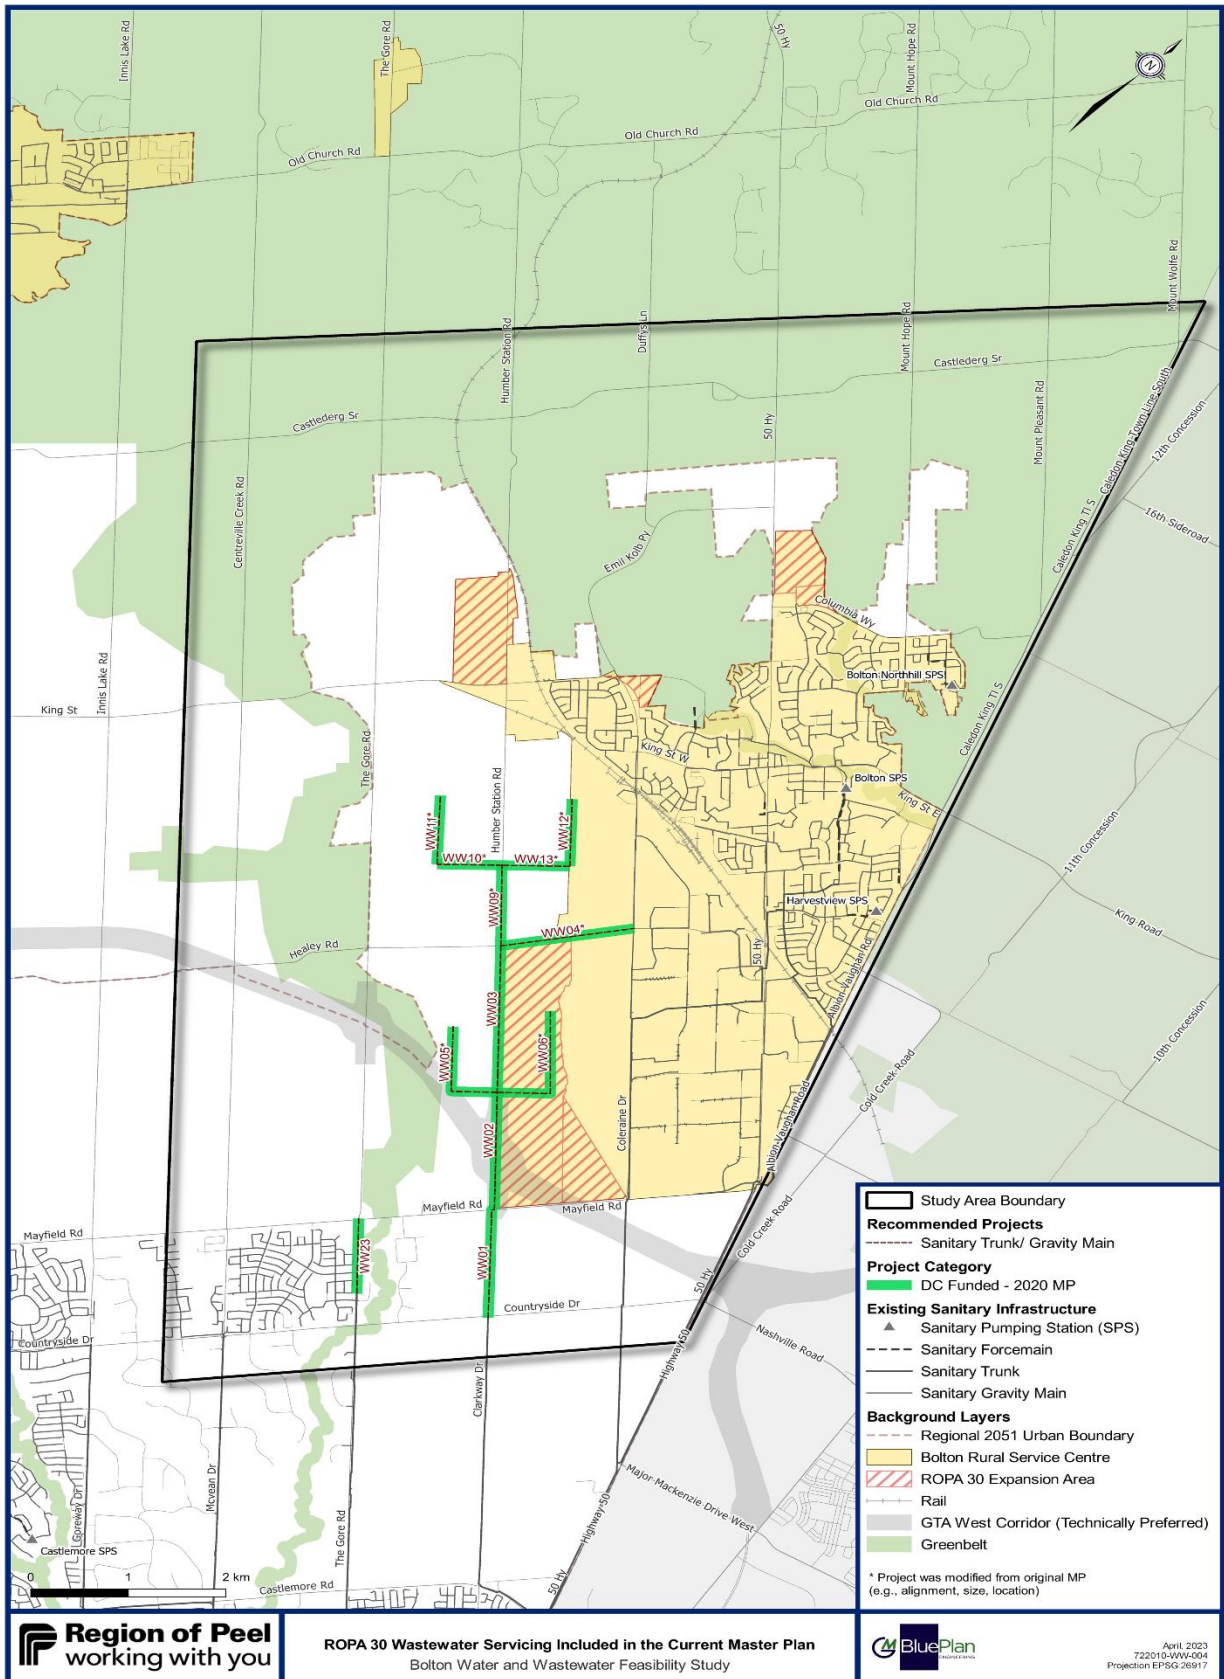 Innis Lake Rd
The Gore Rd
50 Hy
Mount Hope Rd
N
Old Church Rd
Old Church Rd
Old Church Rd
Mount Wolfe Rd
Humber Station Rd
Duffys Ln
Mount Hope Rd
Castlederg Sr
Castlederg Sr
Mount Pleasant Rd
Caledon King Town Line South
12th Concession
16th Sideroad
Centreville Creek Rd
50 Hy
Caledon King Tl S
Emil Kolb Py
Columbia Wy
Bolton Northhill SPS
Innis Lake Rd
King St
The Gore Rd
King St W
Caledon King Tl S
Humber Station Rd
Bolton SPS
King St E
11th Concession
WW11*
WW12*
WW10*
WW13*
WW09*
Harvestview SPS
King Road
WW04*
Healey Rd
50 Hy
Albion-Vaughan Rd
WW03
WW05*
WW06*
10th Concession
Cold Creek Road
Coleraine Dr
WW02
Albion-Vaughan Road
Mayfield Rd
Mayfield Rd
Mayfield Rd
Cold Creek Road
WW23
WW01
50 Hy
Countryside Dr
Countryside Dr
Nashville Road
Highway 50
Clarkway Dr
Mcvean Dr
Goreway Dr
The Gore Rd
Major Mackenzie Drive West
Highway 50
Castlemore SPS
50 Hy
Castlemore Rd
0 1 2 km
Study Area Boundary
Recommended Projects
Sanitary Trunk/ Gravity Main
Project Category
DC Funded - 2020 MP
Existing Sanitary Infrastructure
Sanitary Pumping Station (SPS)
Sanitary Forcemain
Sanitary Trunk
Sanitary Gravity Main
Background Layers
Regional 2051 Urban Boundary
Bolton Rural Service Centre
ROPA 30 Expansion Area
Rail
GTA West Corridor (Technically Preferred)
Greenbelt
* Project was modified from original MP
(e.g., alignment, size, location)
Region of Peel
working with you
ROPA 30 Wastewater Servicing Included in the Current Master Plan
Bolton Water and Wastewater Feasibility Study
GM BluePlan
ENGINEERING
April, 2023
722010-WW-004
Projection EPSG:26917